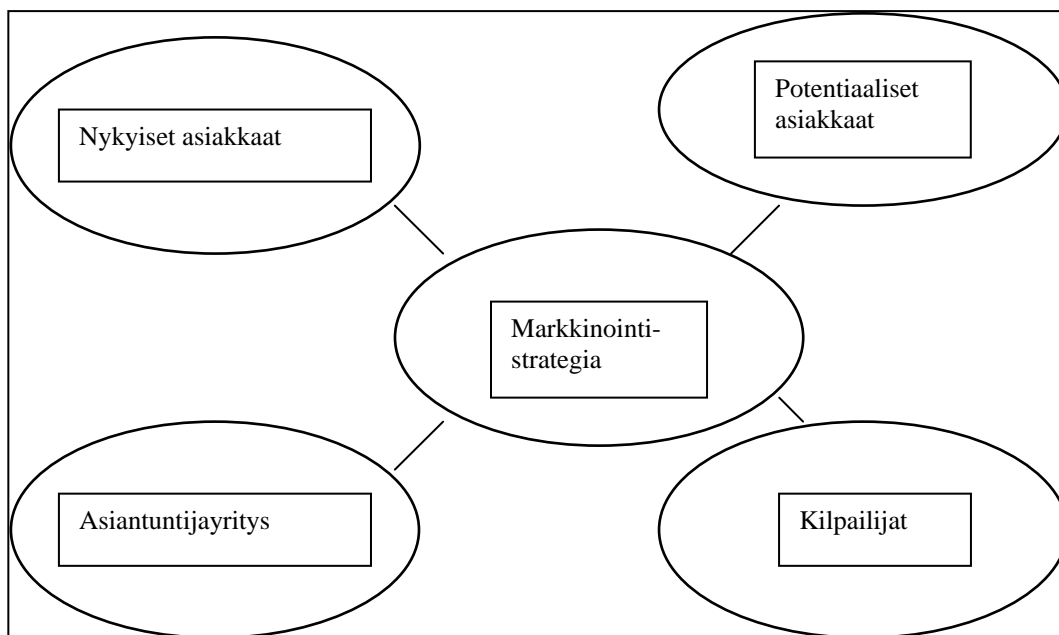 Nykyiset asiakkaat
Potentiaaliset
asiakkaat
Markkinointi-
strategia
Asiantuntijayritys
Kilpailijat